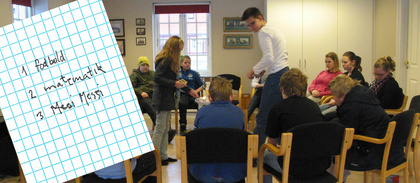 1. fodbold
2. matematik
3. Messi Messi